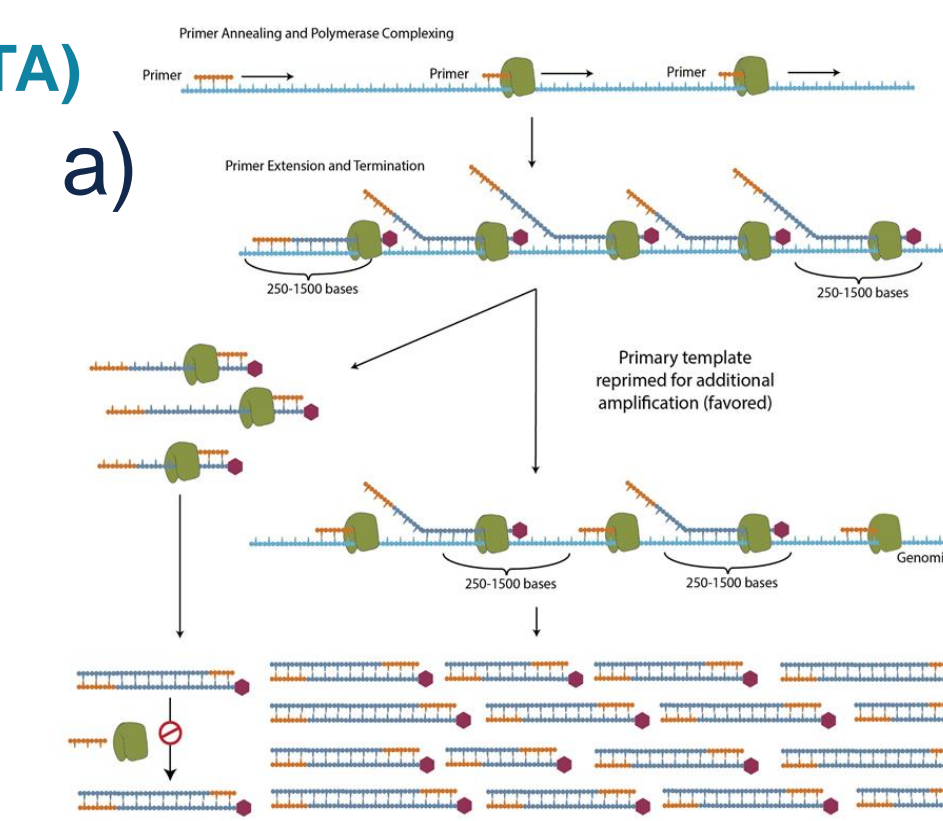 TA)
a)
Primer Annealing and Polymerase Complexing
Primer
Primer
Primer
Primer Extension and Termination
250-1500 bases
250-1500 bases
Primary template
reprimed for additional
amplification (favored)
250-1500 bases
250-1500 bases
Genomi